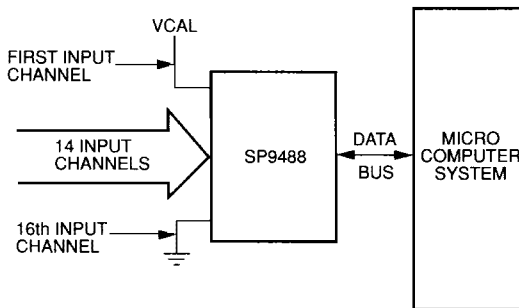 VCAL
FIRST INPUT
CHANNEL
14 INPUT
CHANNELS
SP9488
DATA
BUS
MICRO
COMPUTER
SYSTEM
16th INPUT
CHANNEL